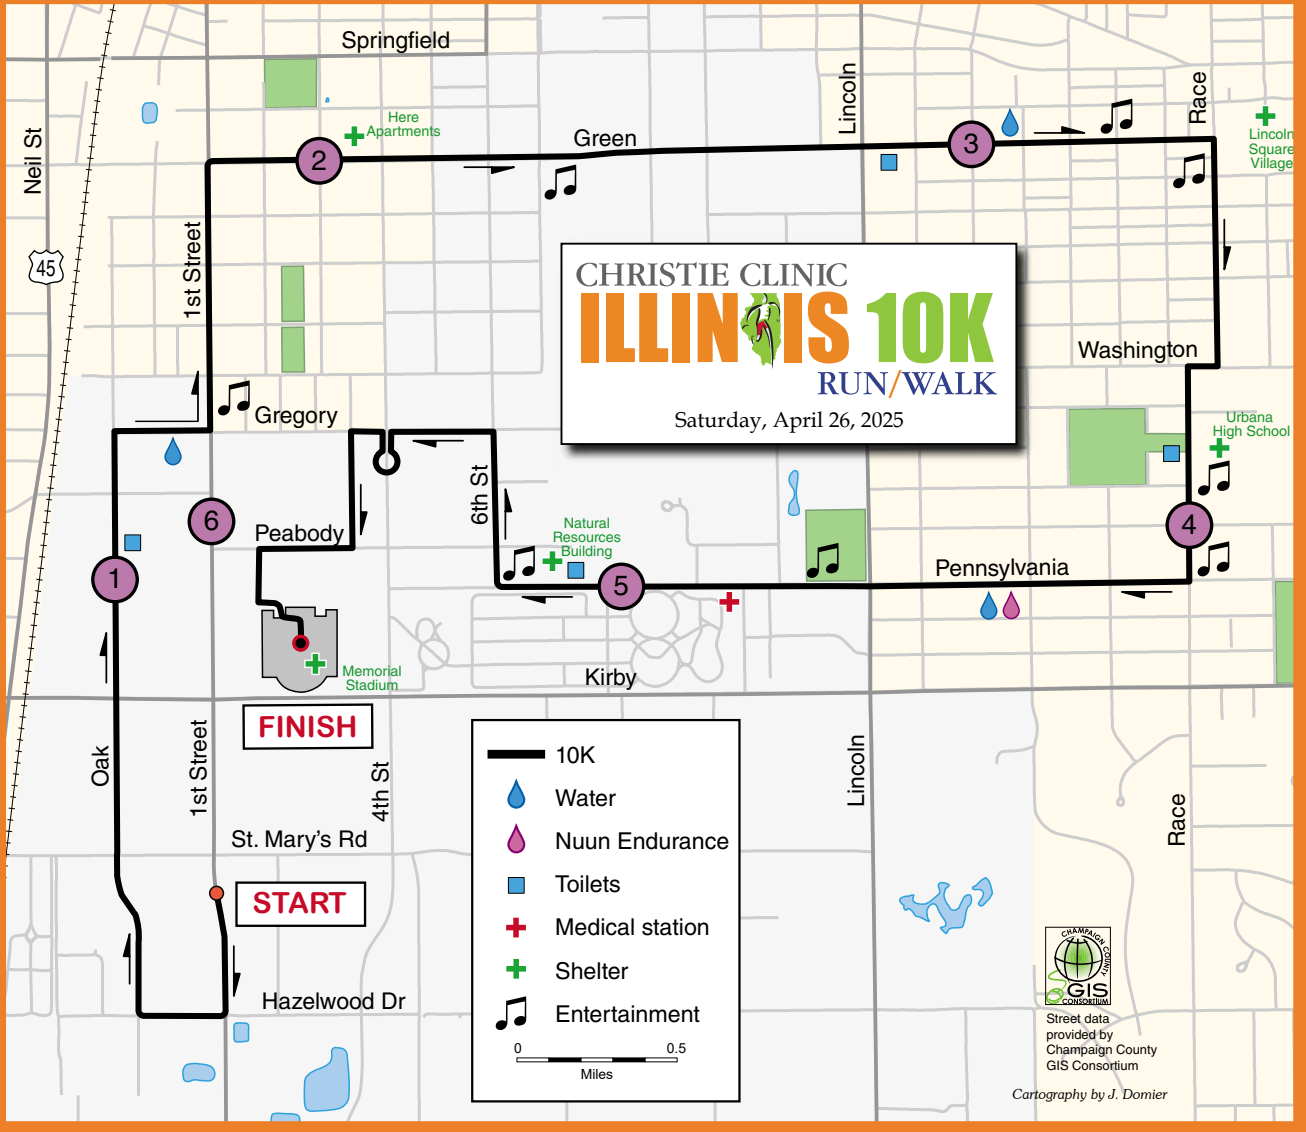 Springfield
Lincoln
Race
Here
Apartments
Lincoln
Square
Village
Neil St
Green
2
3
45
1st Street
CHRISTIE CLINIC
ILLINOIS 10K
RUN/WALK
Saturday, April 26, 2025
Washington
Gregory
Urbana
High School
6th St
6
Peabody
Natural
Resources
Building
4
1
5
Pennsylvania
Memorial
Stadium
Kirby
FINISH
Oak
1st Street
4th St
Lincoln
Race
St. Mary's Rd
START
Hazelwood Dr
10K
Water
Nuun Endurance
Toilets
Medical station
Shelter
Entertainment
0 0.5
Miles
CHAMPAIGN COUNTY
GIS
CONSORTIUM
Street data
provided by
Champaign County
GIS Consortium
Cartography by J. Domier